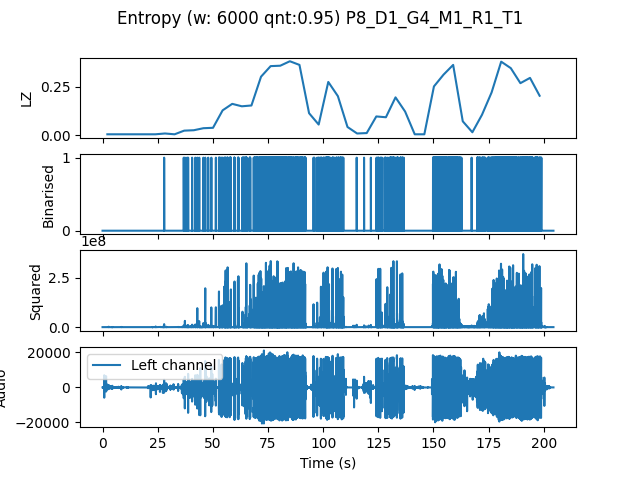 Entropy (w: 6000 qnt:0.95) P8_D1_G4_M1_R1_T1
0.25
0.00
LZ
1
0
Binarised
1e8
2.5
0.0
Squared
20000
0
−20000
Audio
Left channel
0 25 50 75 100 125 150 175 200
Time (s)